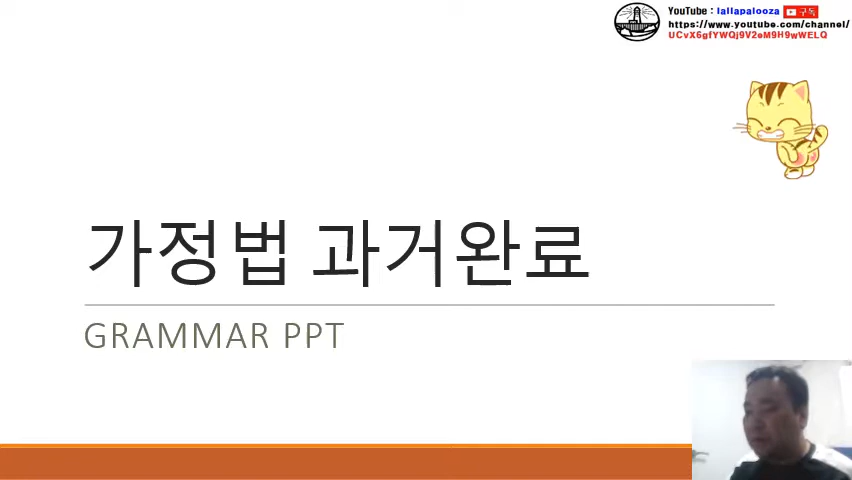 YouTube : lallapalooza 구독
https://www.youtube.com/channel/
UCvX6gfYWQj9V2eM9H9wWELQ
가정법 과거완료
GRAMMAR PPT